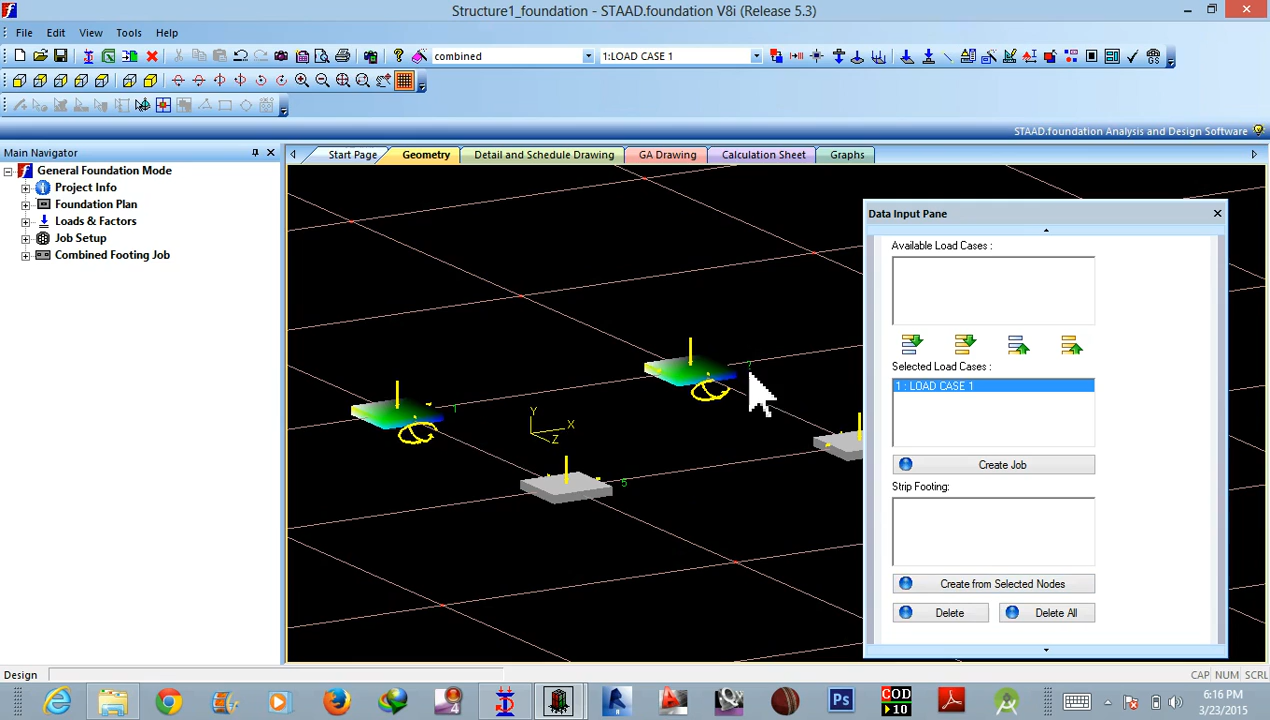 Structure1_foundation - STAAD.foundation V8i (Release 5.3)
File Edit View Tools Help
combined 1:LOAD CASE 1
STAAD.foundation Analysis and Design Software
Main Navigator
General Foundation Mode
Project Info
Foundation Plan
Loads & Factors
Job Setup
Combined Footing Job
Start Page Geometry Detail and Schedule Drawing GA Drawing Calculation Sheet Graphs
1
Y
X
Z
5
Data Input Pane
Available Load Cases :
Selected Load Cases :
1 : LOAD CASE 1
Create Job
Strip Footing:
Create from Selected Nodes
Delete Delete All
Design
CAP NUM SCRL
4
Ps
COD
10
6:16 PM
3/23/2015